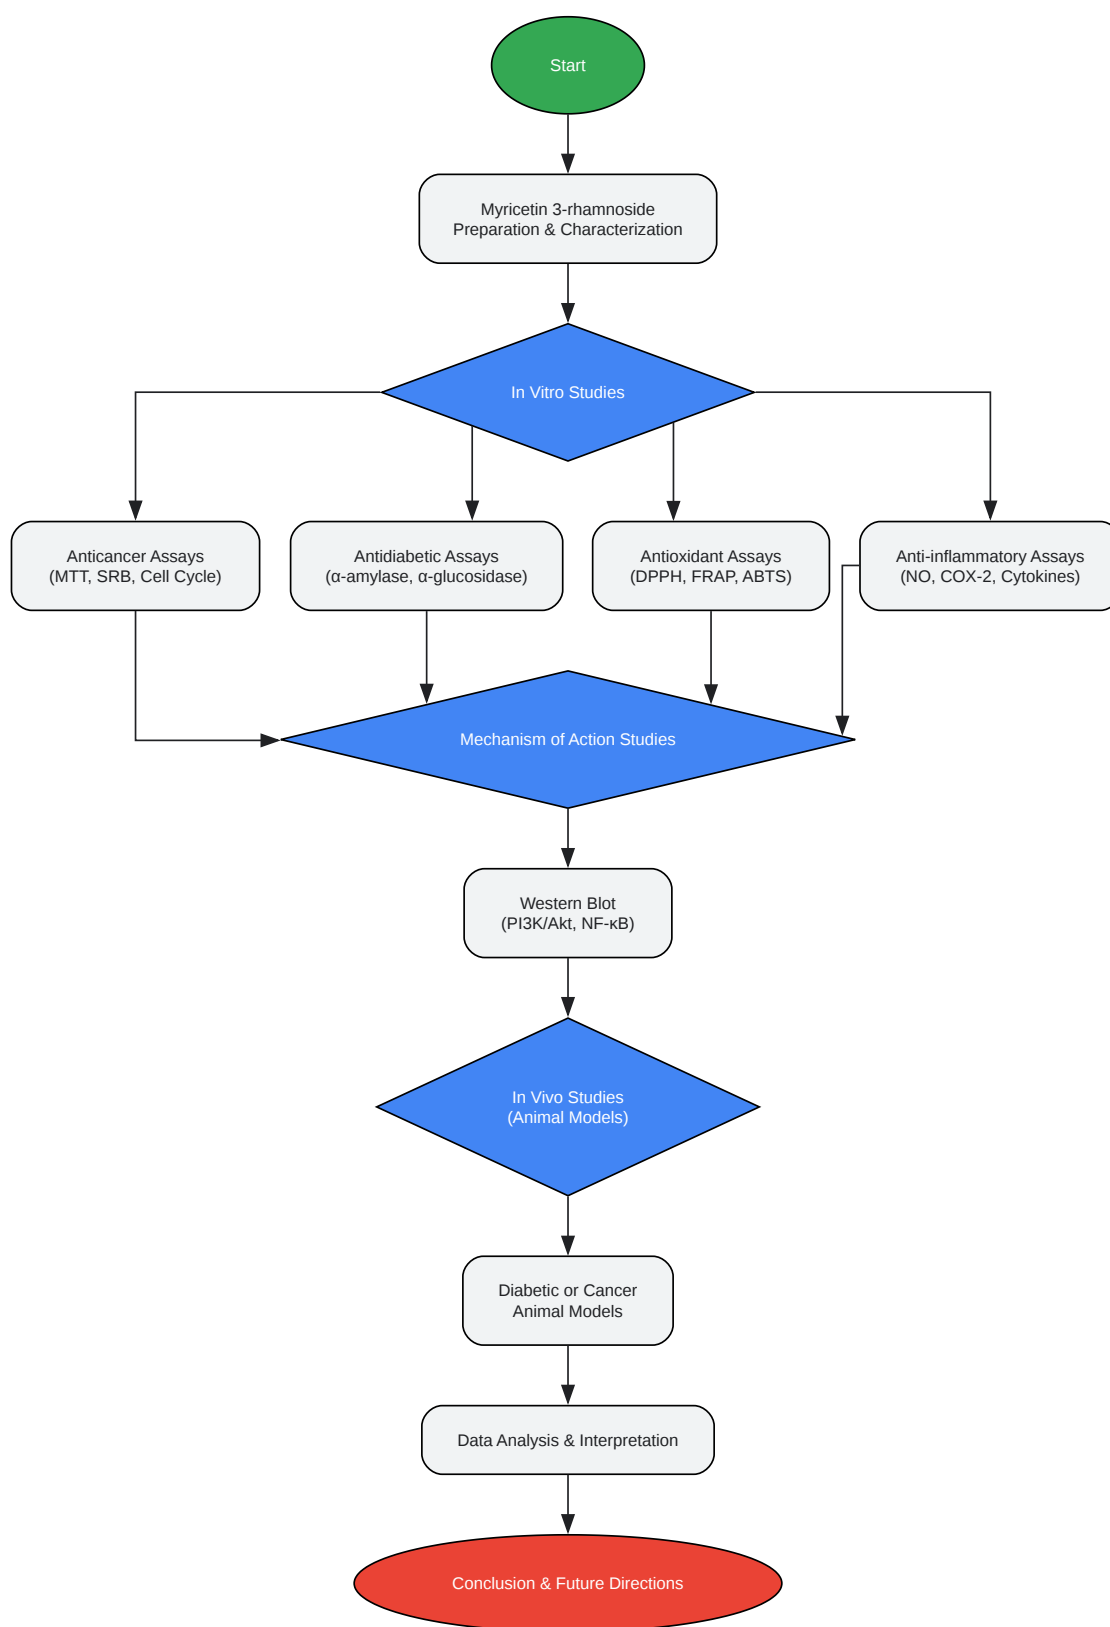 Start
Myricetin 3-rhamnoside
Preparation & Characterization
In Vitro Studies
Anticancer Assays
(MTT, SRB, Cell Cycle)
Antidiabetic Assays
(α-amylase, α-glucosidase)
Antioxidant Assays
(DPPH, FRAP, ABTS)
Anti-inflammatory Assays
(NO, COX-2, Cytokines)
Mechanism of Action Studies
Western Blot
(PI3K/Akt, NF-κB)
In Vivo Studies
(Animal Models)
Diabetic or Cancer
Animal Models
Data Analysis & Interpretation
Conclusion & Future Directions